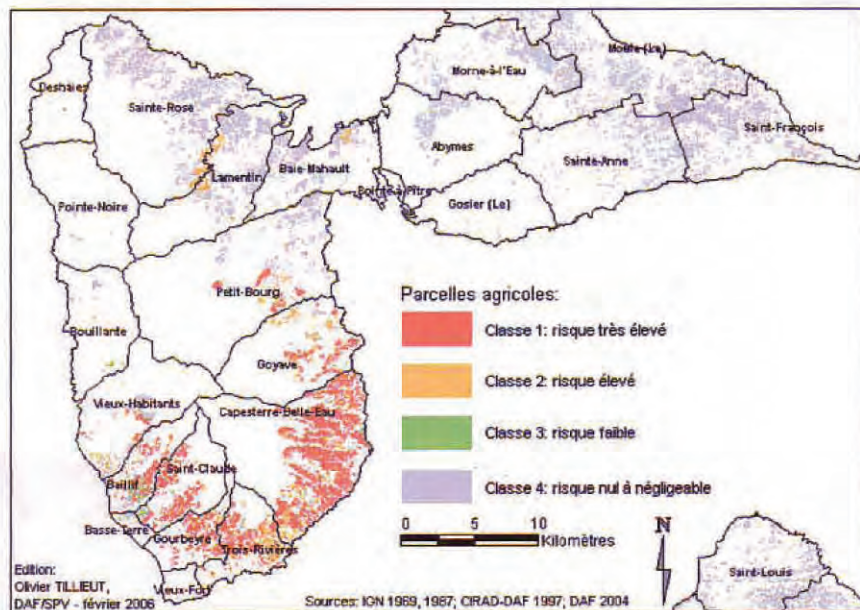 Moule (Le)
Morne-à-l'Eau
Deshaies
Sainte-Rose
Saint-François
Abymes
Sainte-Anne
Lamentin
Baie-Mahault
Pointe-à-Pitre
Gosier (Le)
Pointe-Noire
Petit-Bourg
Bouillante
Goyave
Vieux-Habitants
Capesterre-Belle-Eau
Saint-Claude
Baillif
Basse-Terre
Gourbeyre
Trois-Rivières
Vieux-Fort
Parcelles agricoles:
Classe 1: risque très élevé
Classe 2: risque élevé
Classe 3: risque faible
Classe 4: risque nul à négligeable
0 5 10
Kilomètres
N
Saint-Louis
Edition:
Olivier TILLIEUT,
DAF/SPV - février 2006
Sources: IGN 1969, 1987; CIRAD-DAF 1997; DAF 2004